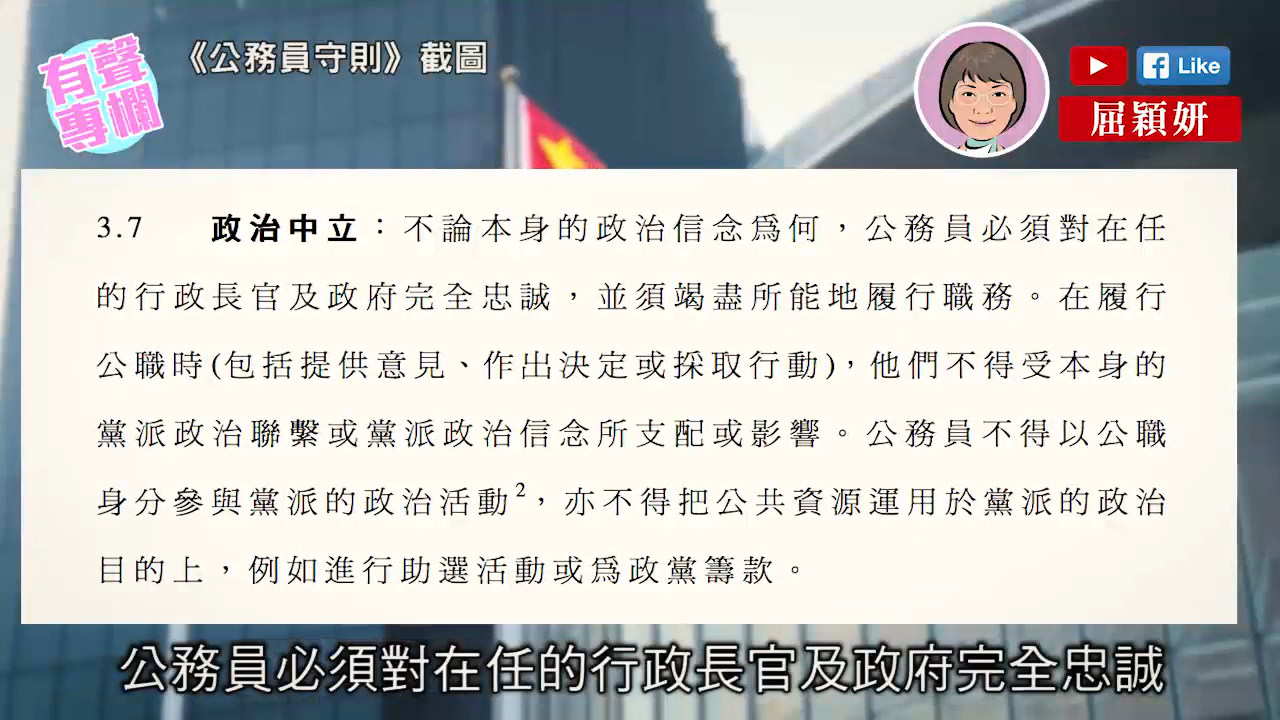 有聲
專欄
《公務員守則》截圖
Like
屈穎妍
3.7 政治中立：不論本身的政治信念爲何，公務員必須對在任
的行政長官及政府完全忠誠，並須竭盡所能地履行職務。在履行
公職時(包括提供意見、作出決定或採取行動)，他們不得受本身的
黨派政治聯繫或黨派政治信念所支配或影響。公務員不得以公職
身分參與黨派的政治活動²，亦不得把公共資源運用於黨派的政治
目的上，例如進行助選活動或爲政黨籌款。
公務員必須對在任的行政長官及政府完全忠誠